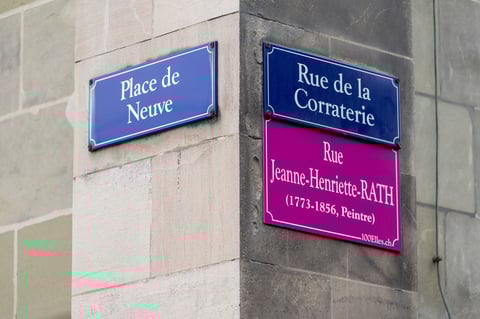 Place de
Neuve
Rue de la
Corraterie
Rue
Jeanne-Henriette-RATH
(1773-1856, Peintre)
100Elles.ch